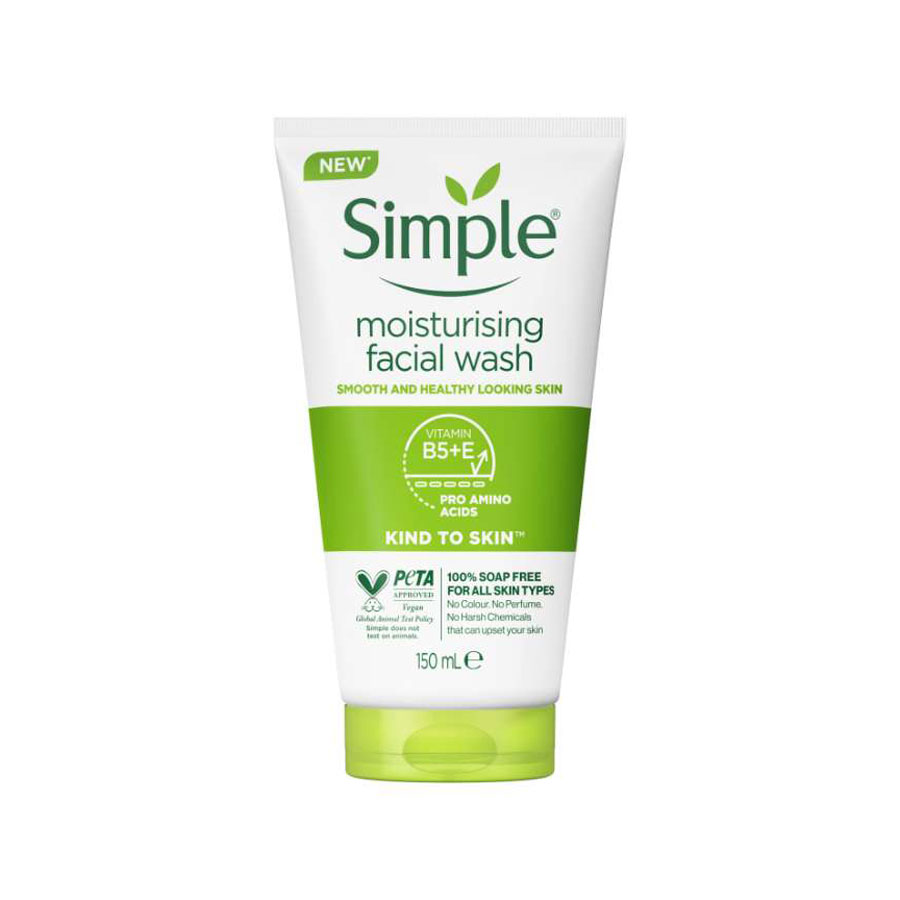 NEW*
Simple®
moisturising
facial wash
SMOOTH AND HEALTHY LOOKING SKIN
VITAMIN
B5+E
PRO AMINO
ACIDS
KIND TO SKIN™
PETA
APPROVED
Vegan
Global Animal Test Policy
Simple does not
test on animals.
100% SOAP FREE
FOR ALL SKIN TYPES
No Colour, No Perfume,
No Harsh Chemicals
that can upset your skin
150 mL ℮